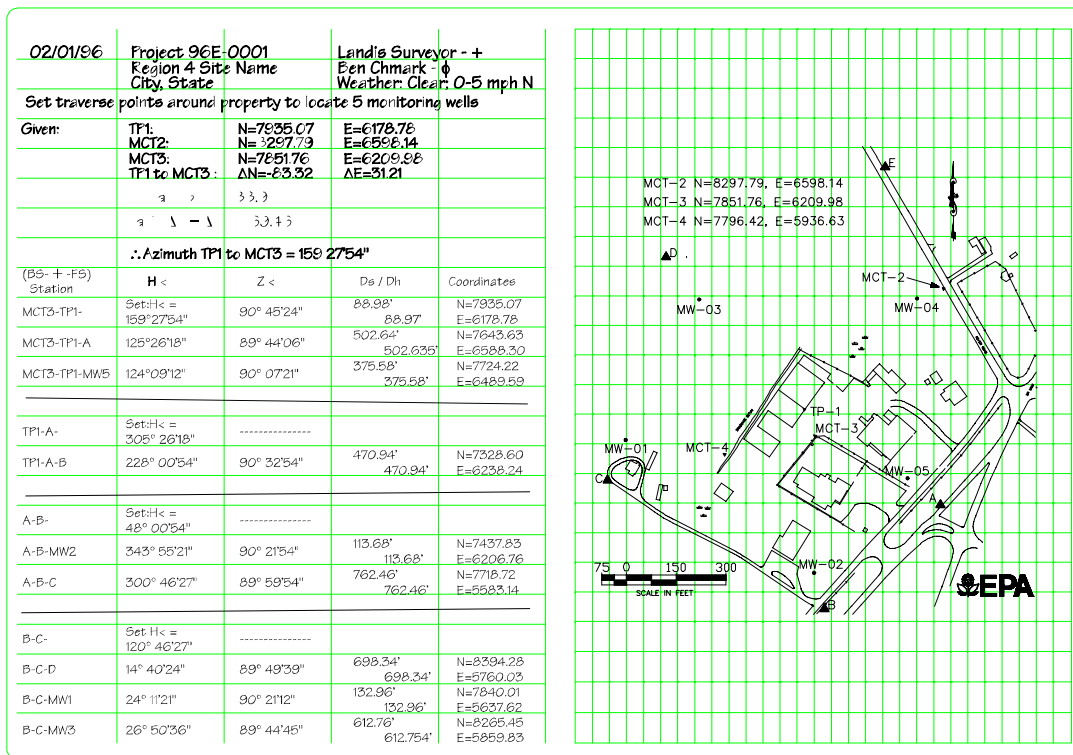 02/01/96 Project 96E-0001 Landis Surveyor - +
Region 4 Site Name Ben Chmark - ϕ
City, State Weather: Clear: 0-5 mph N
Set traverse points around property to locate 5 monitoring wells
Given: TP1: N=7935.07 E=6178.78
MCT2: N= 297.79 E=6598.14
MCT3: N=7851.76 E=6209.98
TP1 to MCT3 : ΔN=-83.32 ΔE=31.21
∴Azimuth TP1 to MCT3 = 159 27'54"
(BS- + -FS)
Station H < Z < Ds / Dh Coordinates
MCT3-TP1- Set:H< = 159°27'54" 90° 45'24" 88.98' 88.97' N=7935.07 E=6178.78
MCT3-TP1-A 125°26'18" 89° 44'06" 502.64' 502.635' N=7643.63 E=6588.30
MCT3-TP1-MW5 124°09'12" 90° 07'21" 375.58' 375.58' N=7724.22 E=6489.59
TP1-A- Set:H< = 305° 26'18" --------------
TP1-A-B 228° 00'54" 90° 32'54" 470.94' 470.94' N=7328.60 E=6238.24
A-B- Set:H< = 48° 00'54" --------------
A-B-MW2 343° 55'21" 90° 21'54" 113.68' 113.68' N=7437.83 E=6206.76
A-B-C 300° 46'27" 89° 59'54" 762.46' 762.46' N=7718.72 E=5583.14
B-C- Set H< = 120° 46'27" --------------
B-C-D 14° 40'24" 89° 49'39" 698.34' 698.34' N=8394.28 E=5760.03
B-C-MW1 24° 11'21" 90° 21'12" 132.96' 132.96' N=7840.01 E=5637.62
B-C-MW3 26° 50'36" 89° 44'45" 612.76' 612.754' N=8265.45 E=5859.83
E
MCT-2 N=8297.79, E=6598.14
MCT-3 N=7851.76, E=6209.98
MCT-4 N=7796.42, E=5936.63
D
MCT-2
MW-03
MW-04
TP-1
MCT-3
MW-01
MCT-4
MW-05
C
A
MW-02
75 0 150 300
SCALE IN FEET
B
EPA